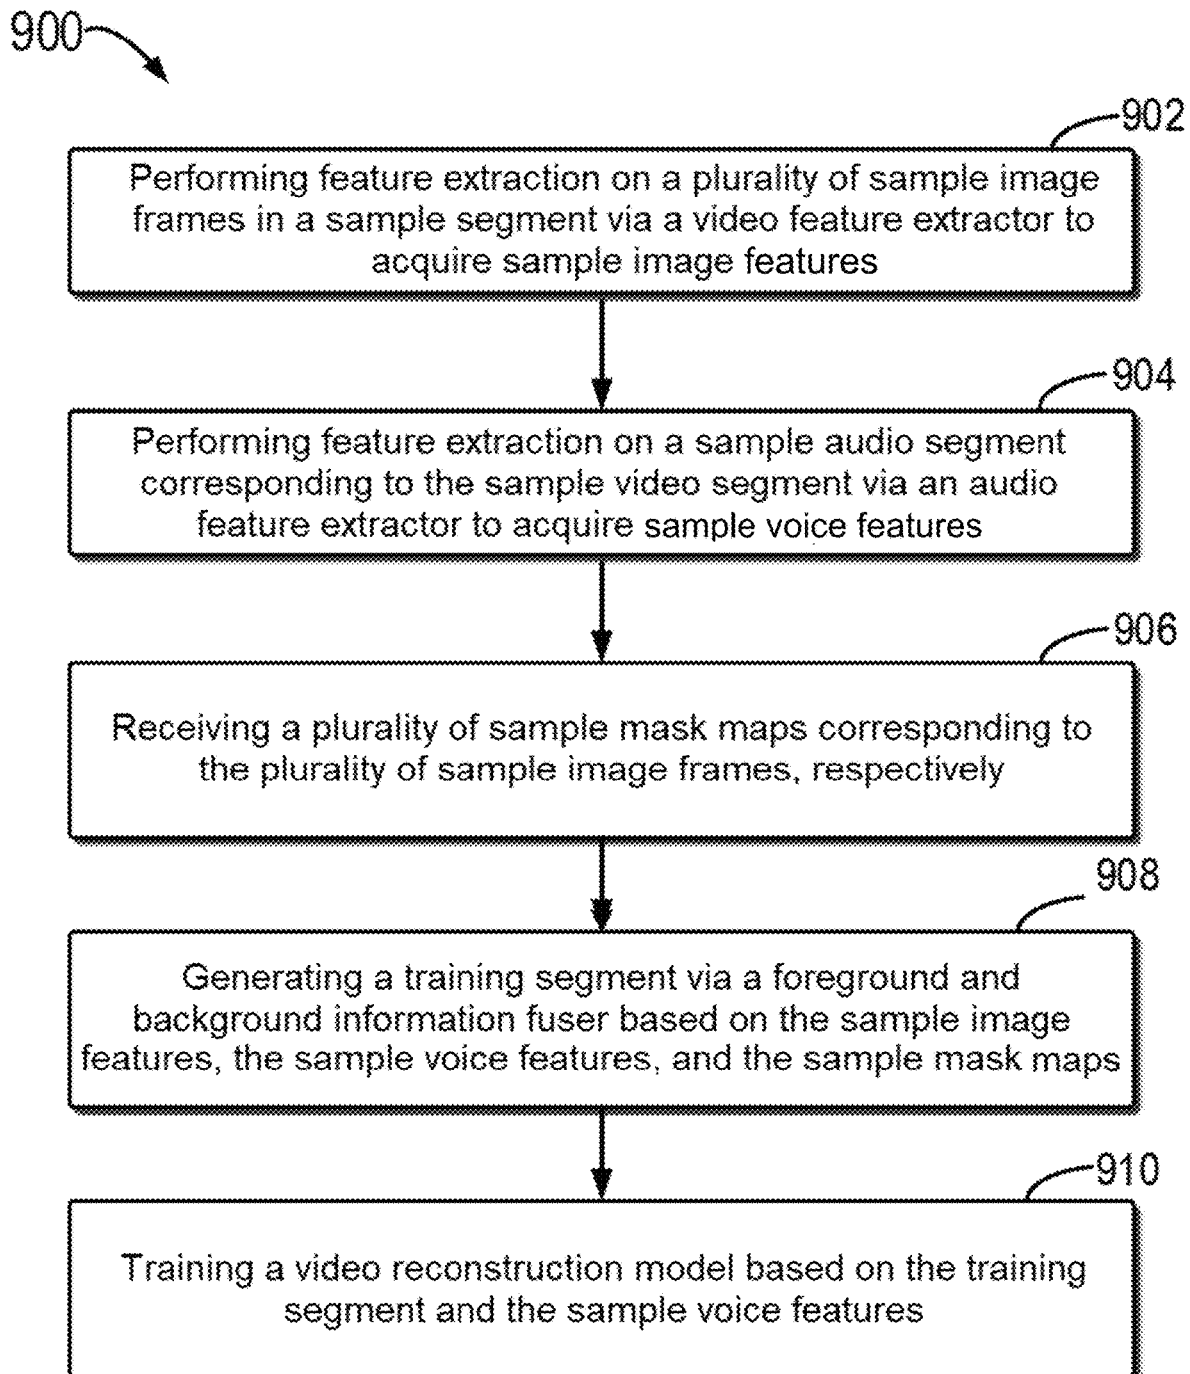 900
902
Performing feature extraction on a plurality of sample image
frames in a sample segment via a video feature extractor to
acquire sample image features
904
Performing feature extraction on a sample audio segment
corresponding to the sample video segment via an audio
feature extractor to acquire sample voice features
906
Receiving a plurality of sample mask maps corresponding to
the plurality of sample image frames, respectively
908
Generating a training segment via a foreground and
background information fuser based on the sample image
features, the sample voice features, and the sample mask maps
910
Training a video reconstruction model based on the training
segment and the sample voice features